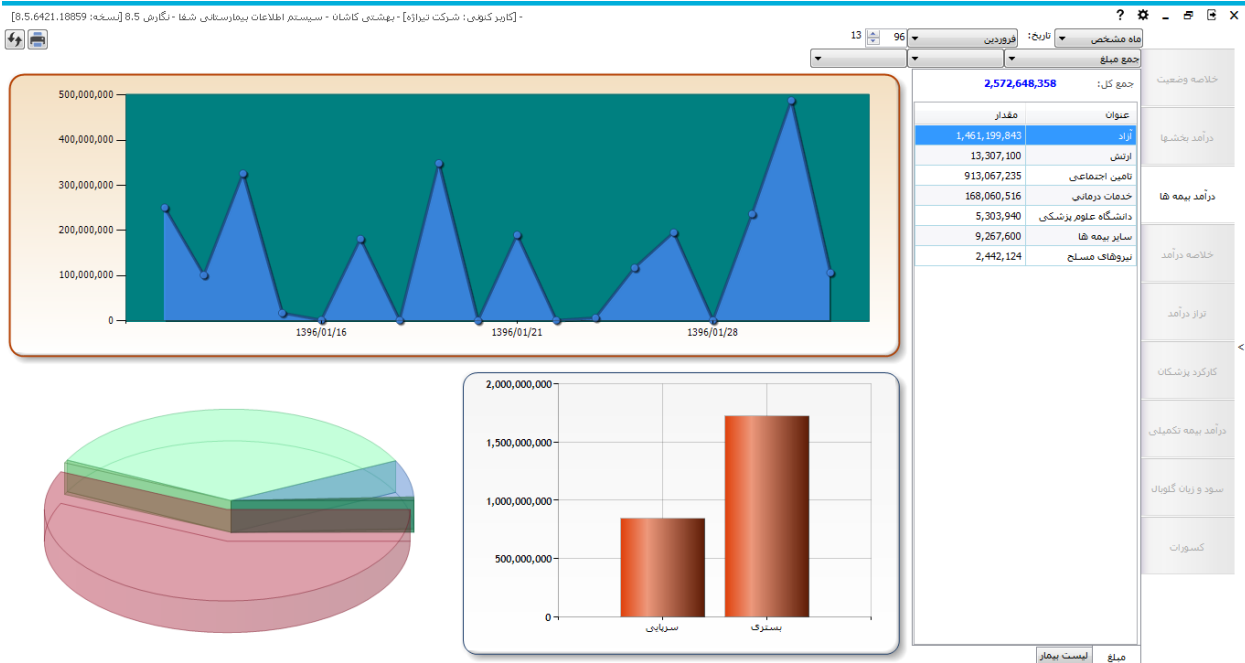 - [کاربر کنونی: شرکت تیراژه] - بهشتی کاشان - سیستم اطلاعات بیمارستانی شفا - نگارش 8.5 [نسخه: 8.5.6421.18859]
ماه مشخص تاریخ: فروردین 96 13
جمع مبلغ
جمع کل: 2,572,648,358
عنوان مقدار
آزاد 1,461,199,843
ارتش 13,307,100
تامین اجتماعی 913,067,235
خدمات درمانی 168,060,516
دانشگاه علوم پزشکی 5,303,940
سایر بیمه ها 9,267,600
نیروهای مسلح 2,442,124
مبلغ لیست بیمار
خلاصه وضعیت
درآمد بخشها
درآمد بیمه ها
خلاصه درآمد
تراز درآمد
کارکرد پزشکان
درآمد بیمه تکمیلی
سود و زیان گلوبال
کسورات
500,000,000
400,000,000
300,000,000
200,000,000
100,000,000
0
1396/01/16 1396/01/21 1396/01/28
2,000,000,000
1,500,000,000
1,000,000,000
500,000,000
0
سرپایی بستری